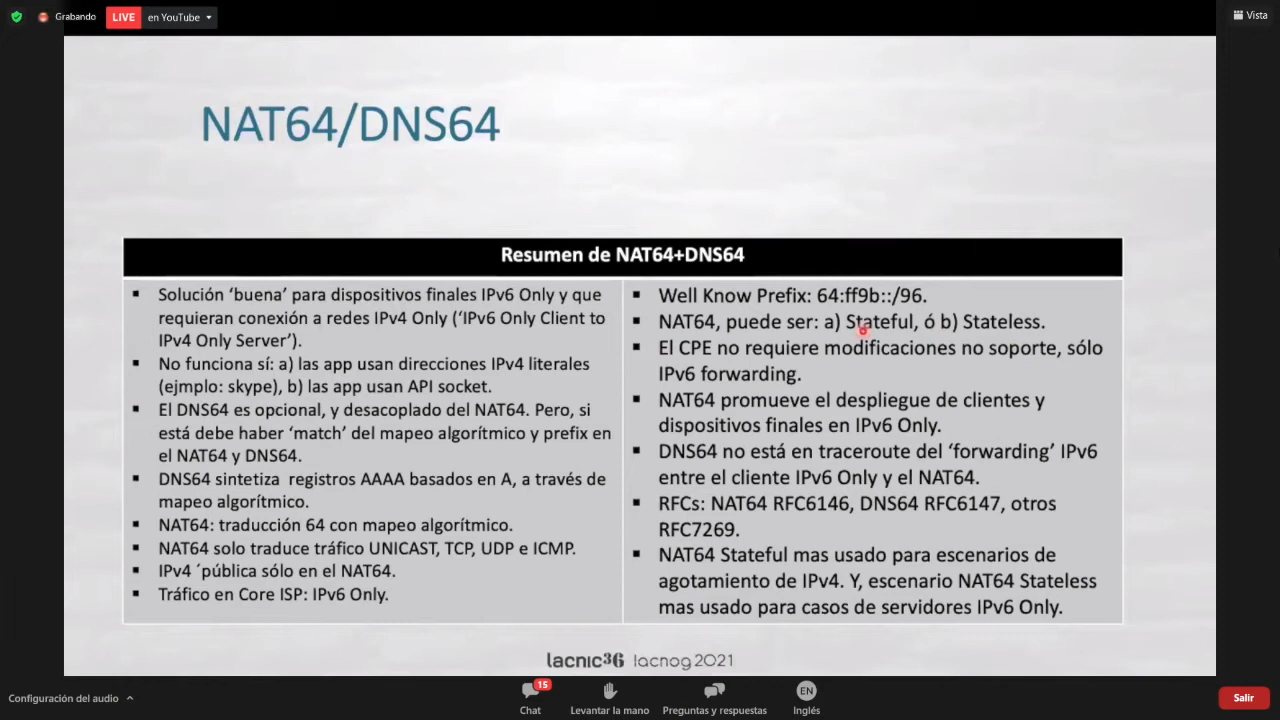 Grabando
LIVE
en YouTube
Vista
NAT64/DNS64
Resumen de NAT64+DNS64
Solución ‘buena’ para dispositivos finales IPv6 Only y que
requieran conexión a redes IPv4 Only (‘IPv6 Only Client to
IPv4 Only Server’).
No funciona sí: a) las app usan direcciones IPv4 literales
(ejmplo: skype), b) las app usan API socket.
El DNS64 es opcional, y desacoplado del NAT64. Pero, si
está debe haber ‘match’ del mapeo algorítmico y prefix en
el NAT64 y DNS64.
DNS64 sintetiza registros AAAA basados en A, a través de
mapeo algorítmico.
NAT64: traducción 64 con mapeo algorítmico.
NAT64 solo traduce tráfico UNICAST, TCP, UDP e ICMP.
IPv4 ´pública sólo en el NAT64.
Tráfico en Core ISP: IPv6 Only.
Well Know Prefix: 64:ff9b::/96.
NAT64, puede ser: a) Stateful, ó b) Stateless.
El CPE no requiere modificaciones no soporte, sólo
IPv6 forwarding.
NAT64 promueve el despliegue de clientes y
dispositivos finales en IPv6 Only.
DNS64 no está en traceroute del ‘forwarding’ IPv6
entre el cliente IPv6 Only y el NAT64.
RFCs: NAT64 RFC6146, DNS64 RFC6147, otros
RFC7269.
NAT64 Stateful mas usado para escenarios de
agotamiento de IPv4. Y, escenario NAT64 Stateless
mas usado para casos de servidores IPv6 Only.
lacnic36 lacnog2021
Configuración del audio
15
Chat
Levantar la mano
Preguntas y respuestas
EN
Inglés
Salir